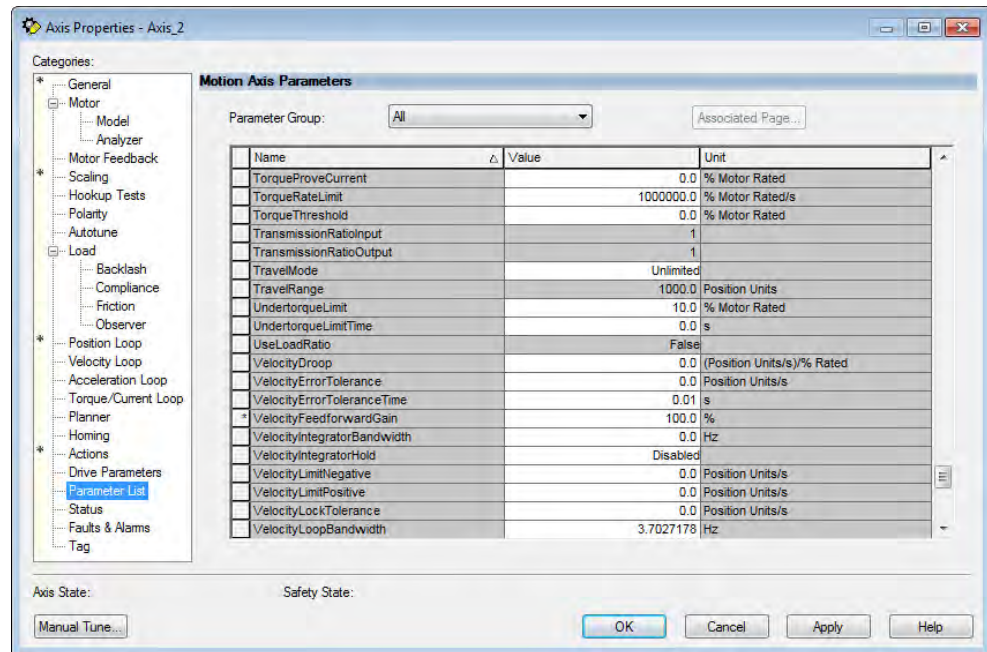 Axis Properties - Axis_2
Categories:
* General
Motor
Model
Analyzer
Motor Feedback
* Scaling
Hookup Tests
Polarity
Autotune
Load
Backlash
Compliance
Friction
Observer
* Position Loop
Velocity Loop
Acceleration Loop
Torque/Current Loop
Planner
Homing
* Actions
Drive Parameters
Parameter List
Status
Faults & Alarms
Tag
Motion Axis Parameters
Parameter Group: All Associated Page...
Name Value Unit
TorqueProveCurrent 0.0 % Motor Rated
TorqueRateLimit 1000000.0 % Motor Rated/s
TorqueThreshold 0.0 % Motor Rated
TransmissionRatioInput 1
TransmissionRatioOutput 1
TravelMode Unlimited
TravelRange 1000.0 Position Units
UndertorqueLimit 10.0 % Motor Rated
UndertorqueLimitTime 0.0 s
UseLoadRatio False
VelocityDroop 0.0 (Position Units/s)/% Rated
VelocityErrorTolerance 0.0 Position Units/s
VelocityErrorToleranceTime 0.01 s
* VelocityFeedforwardGain 100.0 %
VelocityIntegratorBandwidth 0.0 Hz
VelocityIntegratorHold Disabled
VelocityLimitNegative 0.0 Position Units/s
VelocityLimitPositive 0.0 Position Units/s
VelocityLockTolerance 0.0 Position Units/s
VelocityLoopBandwidth 3.7027178 Hz
Axis State: Safety State:
Manual Tune... OK Cancel Apply Help